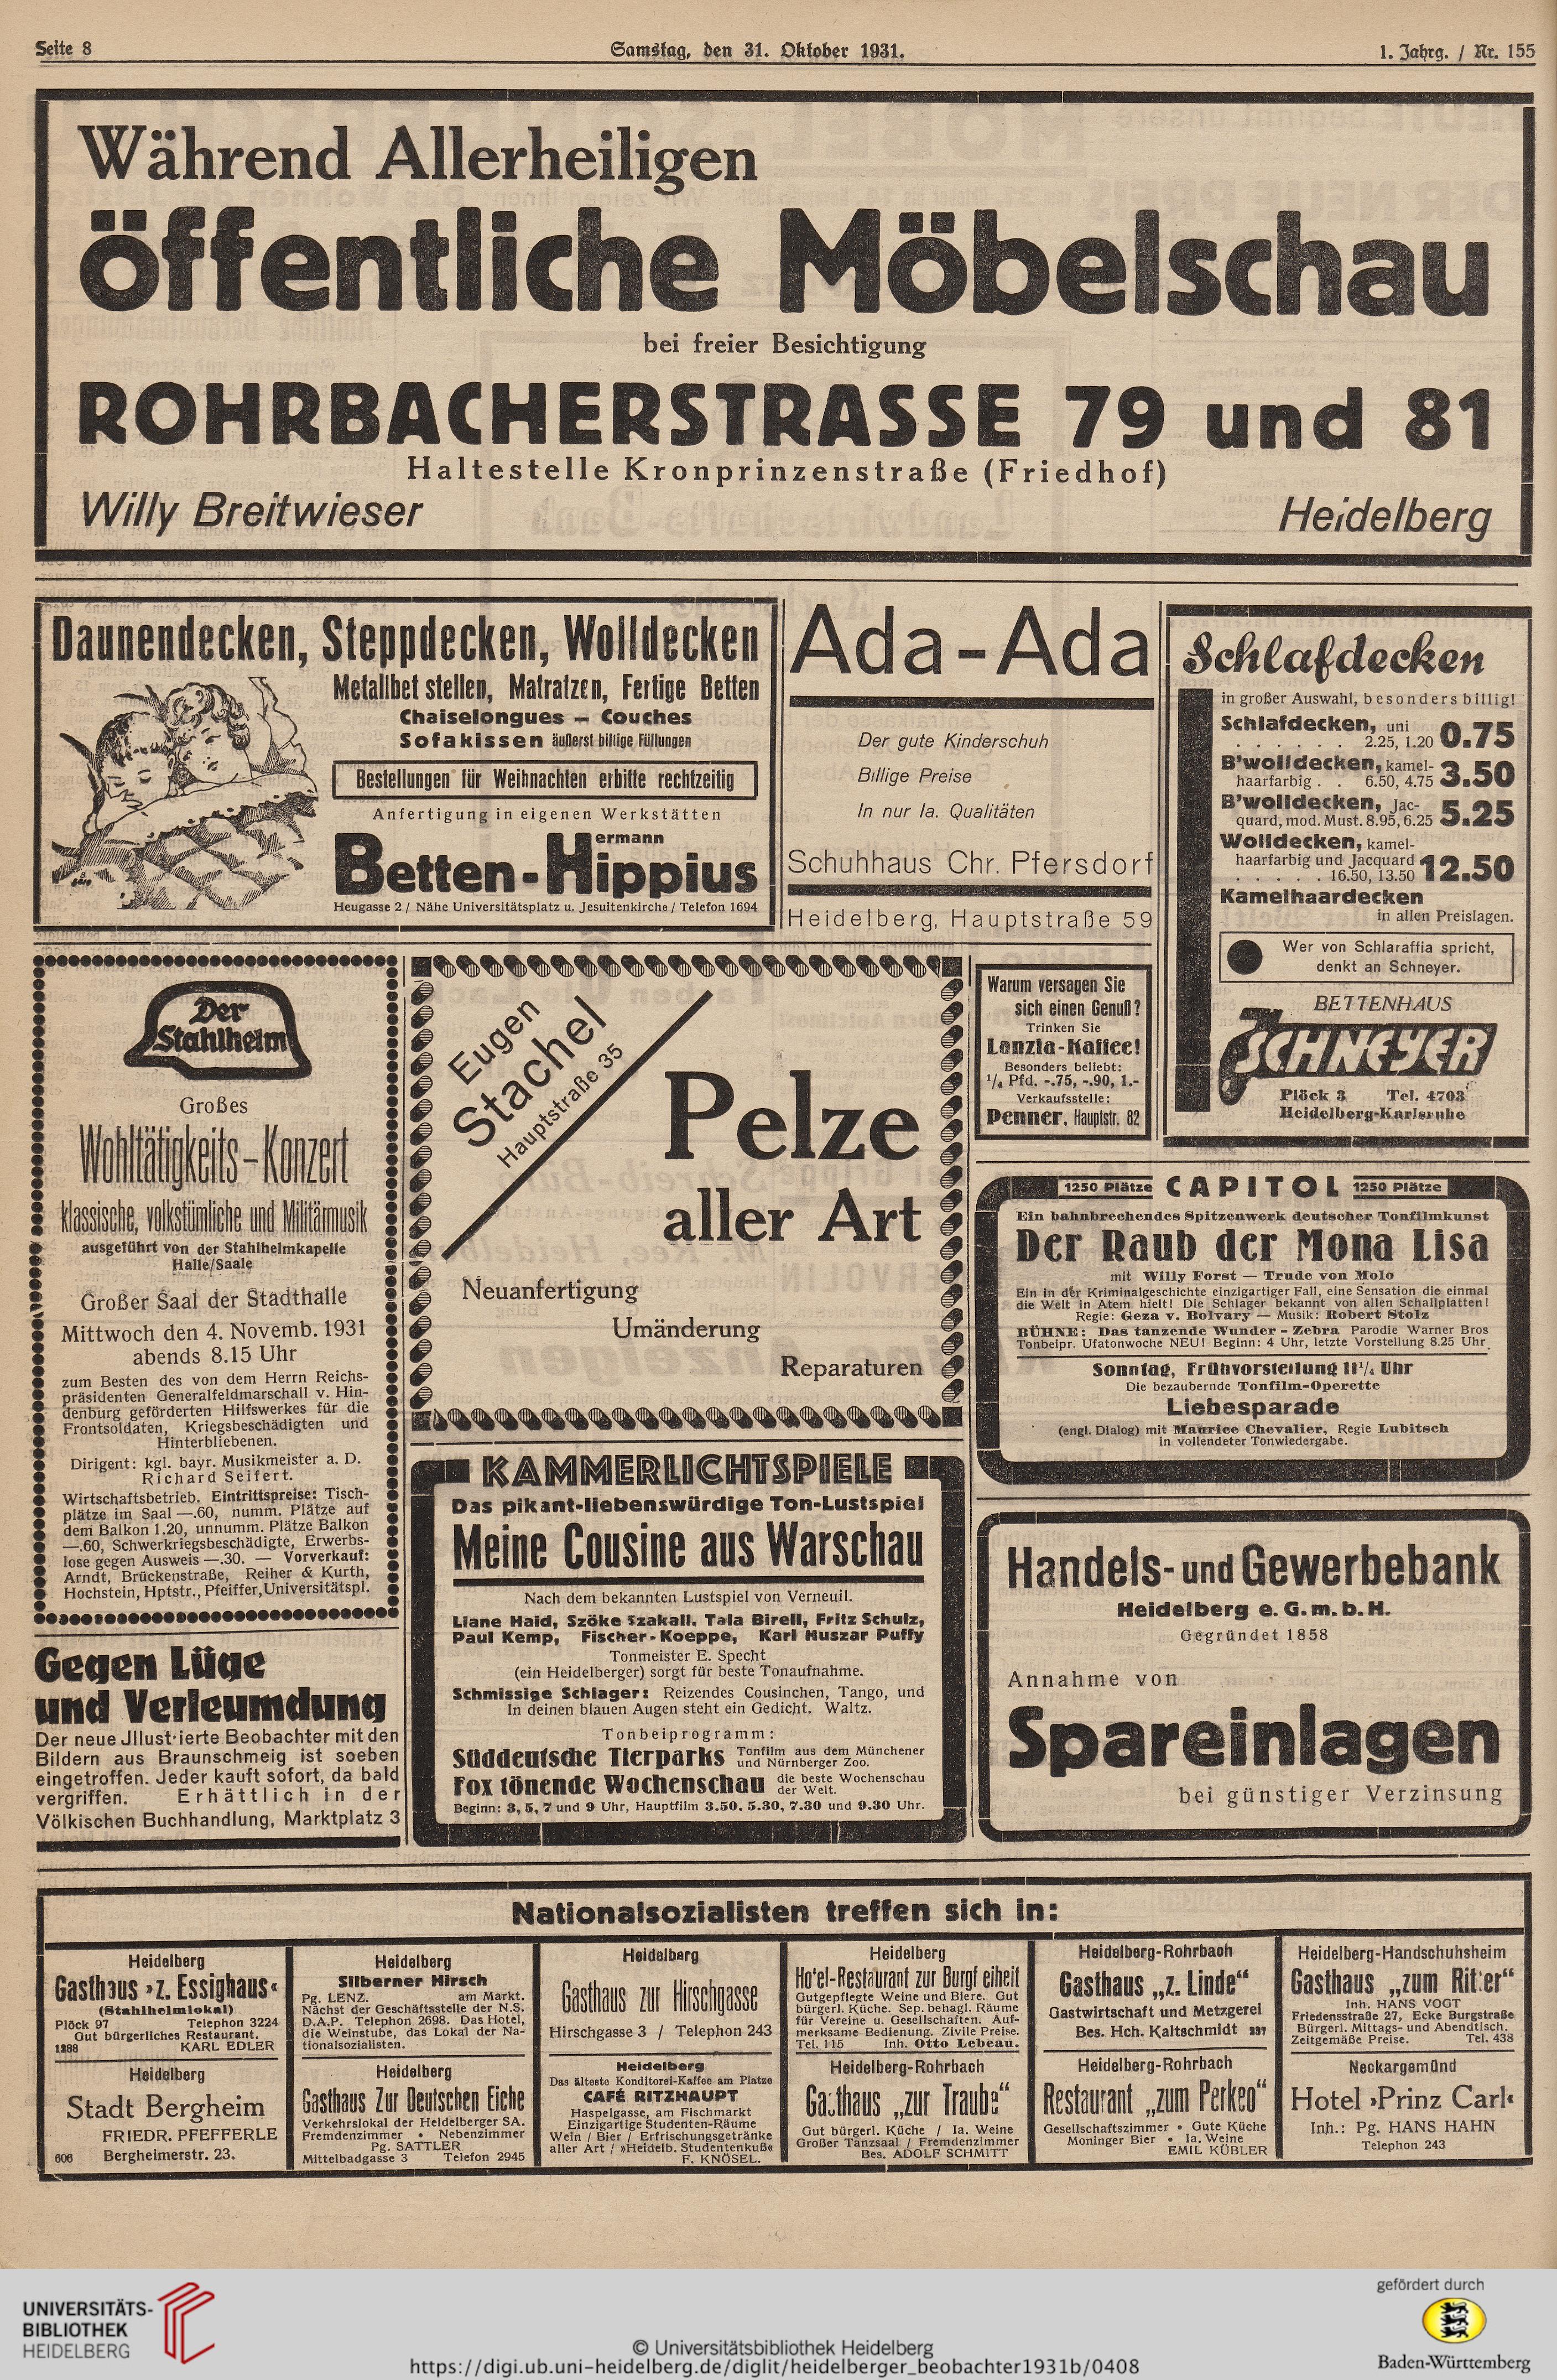 Seite 8
Samstag, den 31. Oktober 1931.
1. Jahrg. / Nr. 155
Während Allerheiligen
öffentliche Möbelschau
bei freier Besichtigung
ROHRBACHERSTRASSE 79 und 81
Haltestelle Kronprinzenstraße (Friedhof)
Willy Breitwieser
Heidelberg
Daunendecken, Steppdecken, Wolldecken
Metallbet stellen, Matratzen, Fertige Betten
Chaiselongues — Couches
Sofakissen äußerst billige Füllungen
Bestellungen für Weihnachten erbitte rechtzeitig
Anfertigung in eigenen Werkstätten
Betten-Hermann Hippius
Heugasse 2 / Nähe Universitätsplatz u. Jesuitenkirche / Telefon 1694
Ada-Ada
Der gute Kinderschuh
Billige Preise
In nur Ia. Qualitäten
Schuhhaus Chr. Pfersdorf
Heidelberg, Hauptstraße 59
Schlafdecken
in großer Auswahl, besonders billig!
Schlafdecken, uni
. . . . . . 2.25, 1.20 0.75
B'wolldecken, kamel-
haarfarbig . . 6.50, 4.75 3.50
B'wolldecken, Jac-
quard, mod. Must. 8.95, 6.25 5.25
Wolldecken, kamel-
haarfarbig und Jacquard
. . . . . 16.50, 13.50 12.50
Kamelhaardecken
in allen Preislagen.
Wer von Schlaraffia spricht,
denkt an Schneyer.
BETTENHAUS
SCHNEYER
Plöck 3 Tel. 4703
Heidelberg-Karlsruhe
Der
Stahlhelm
Großes
Wohltätigkeits-Konzert
klassische, volkstümliche und Militärmusik
ausgeführt von der Stahlhelmkapelle
Halle/Saale
Großer Saal der Stadthalle
Mittwoch den 4. Novemb. 1931
abends 8.15 Uhr
zum Besten des von dem Herrn Reichs-
präsidenten Generalfeldmarschall v. Hin-
denburg geförderten Hilfswerkes für die
Frontsoldaten, Kriegsbeschädigten und
Hinterbliebenen.
Dirigent: kgl. bayr. Musikmeister a. D.
Richard Seifert.
Wirtschaftsbetrieb. Eintrittspreise: Tisch-
plätze im Saal —.60, numm. Plätze auf
dem Balkon 1.20, unnumm. Plätze Balkon
—.60, Schwerkriegsbeschädigte, Erwerbs-
lose gegen Ausweis —.30. — Vorverkauf:
Arndt, Brückenstraße, Reiher & Kurth,
Hochstein, Hptstr., Pfeiffer, Universitätspl.
Gegen Lüge
und Verleumdung
Der neue Jllust·ierte Beobachter mit den
Bildern aus Braunschmeig ist soeben
eingetroffen. Jeder kauft sofort, da bald
vergriffen. Erhättlich in der
Völkischen Buchhandlung, Marktplatz 3
Eugen
Stachel
Hauptstraße 35
Pelze
aller Art
Neuanfertigung
Umänderung
Reparaturen
Warum versagen Sie
sich einen Genuß?
Trinken Sie
Lenzia-Kaffee!
Besonders beliebt:
¼ Pfd. -.75, -.90, 1.-
Verkaufsstelle:
Penner, Hauptstr. 82
1250 Plätze CAPITOL 1250 Plätze
Ein bahnbrechendes Spitzenwerk deutscher Tonfilmkunst
Der Raub der Mona Lisa
mit Willy Forst — Trude von Molo
Ein in der Kriminalgeschichte einzigartiger Fall, eine Sensation die einmal
die Welt in Atem hielt! Die Schlager bekannt von allen Schallplatten!
Regie: Geza v. Bolvary — Musik: Robert Stolz
BÜHNE: Das tanzende Wunder-Zebra Parodie Warner Bros
Tonbeipr. Ufatonwoche NEU! Beginn: 4 Uhr, letzte Vorstellung 8.25 Uhr.
Sonntag, Frühvorstellung 11¼ Uhr
Die bezaubernde Tonfilm-Operette
Liebesparade
(engl. Dialog) mit Maurice Chevalier, Regie Lubitsch
in vollendeter Tonwiedergabe.
KAMMERLICHTSPIELE
Das pikant-liebenswürdige Ton-Lustspiel
Meine Cousine aus Warschau
Nach dem bekannten Lustspiel von Verneuil.
Liane Haid, Szöke Szakall, Tala Birell, Fritz Schulz,
Paul Kemp, Fischer-Koeppe, Karl Huszar Puffy
Tonmeister E. Specht
(ein Heidelberger) sorgt für beste Tonaufnahme.
Schmissige Schlager: Reizendes Cousinchen, Tango, und
In deinen blauen Augen steht ein Gedicht. Waltz.
Tonbeiprogramm:
Süddeutsche Tierparks Tonfilm aus dem Münchener
und Nürnberger Zoo.
Fox tönende Wochenschau die beste Wochenschau
der Welt.
Beginn: 3, 5, 7 und 9 Uhr, Hauptfilm 3.50, 5.30, 7.30 und 9.30 Uhr.
Handels- und Gewerbebank
Heidelberg e. G. m. b. H.
Gegründet 1858
Annahme von
Spareinlagen
bei günstiger Verzinsung
Nationalsozialisten treffen sich in:
Heidelberg
Gasthaus »z. Essighaus«
(Stahlhelmlokal)
Plöck 97 Telephon 3224
Gut bürgerliches Restaurant.
1288 KARL EDLER
Heidelberg
Stadt Bergheim
FRIEDR. PFEFFERLE
606 Bergheimerstr. 23.
Heidelberg
Silberner Hirsch
Pg. LENZ. am Markt.
Nächst der Geschäftsstelle der N.S.
D.A.P. Telephon 2698. Das Hotel,
die Weinstube, das Lokal der Na-
tionalsozialisten.
Heidelberg
Gasthaus Zur Deutschen Eiche
Verkehrslokal der Heidelberger SA.
Fremdenzimmer • Nebenzimmer
Pg. SATTLER
Mittelbadgasse 3 Telefon 2945
Heidelberg
Gasthaus zur Hirschgasse
Hirschgasse 3 / Telephon 243
Heidelberg
Das älteste Konditorei-Kaffee am Platze
CAFÉ RITZHAUPT
Haspelgasse, am Fischmarkt
Einzigartige Studenten-Räume
Wein / Bier / Erfrischungsgetränke
aller Art / »Heidelb. Studentenkuß«
F. KNÖSEL.
Heidelberg
Ho'el-Restaurant zur Burgf eiheit
Gutgepflegte Weine und Biere. Gut
bürgerl. Küche. Sep. behagl. Räume
für Vereine u. Gesellschaften. Auf-
merksame Bedienung. Zivile Preise.
Tel. 115 Inh. Otto Lebeau.
Heidelberg-Rohrbach
Gasthaus „zur Traube“
Gut bürgerl. Küche / Ia. Weine
Großer Tanzsaal / Fremdenzimmer
Bes. ADOLF SCHMITT
Heidelberg-Rohrbach
Gasthaus „z. Linde“
Gastwirtschaft und Metzgerei
Bes. Hch. Kaltschmidt 337
Heidelberg-Rohrbach
Restaurant „zum Perkeo“
Gesellschaftszimmer • Gute Küche
Moninger Bier • Ia. Weine
EMIL KÜBLER
Heidelberg-Handschuhsheim
Gasthaus „zum Ritter“
Inh. HANS VOGT
Friedensstraße 27, Ecke Burgstraße
Bürgerl. Mittags- und Abendtisch.
Zeitgemäße Preise. Tel. 438
Neckargemünd
Hotel ›Prinz Carl‹
Inh.: Pg. HANS HAHN
Telephon 243
UNIVERSITÄTS-
BIBLIOTHEK
HEIDELBERG
© Universitätsbibliothek Heidelberg
https://digi.ub.uni-heidelberg.de/diglit/heidelberger_beobachter1931b/0408
gefördert durch
Baden-Württemberg